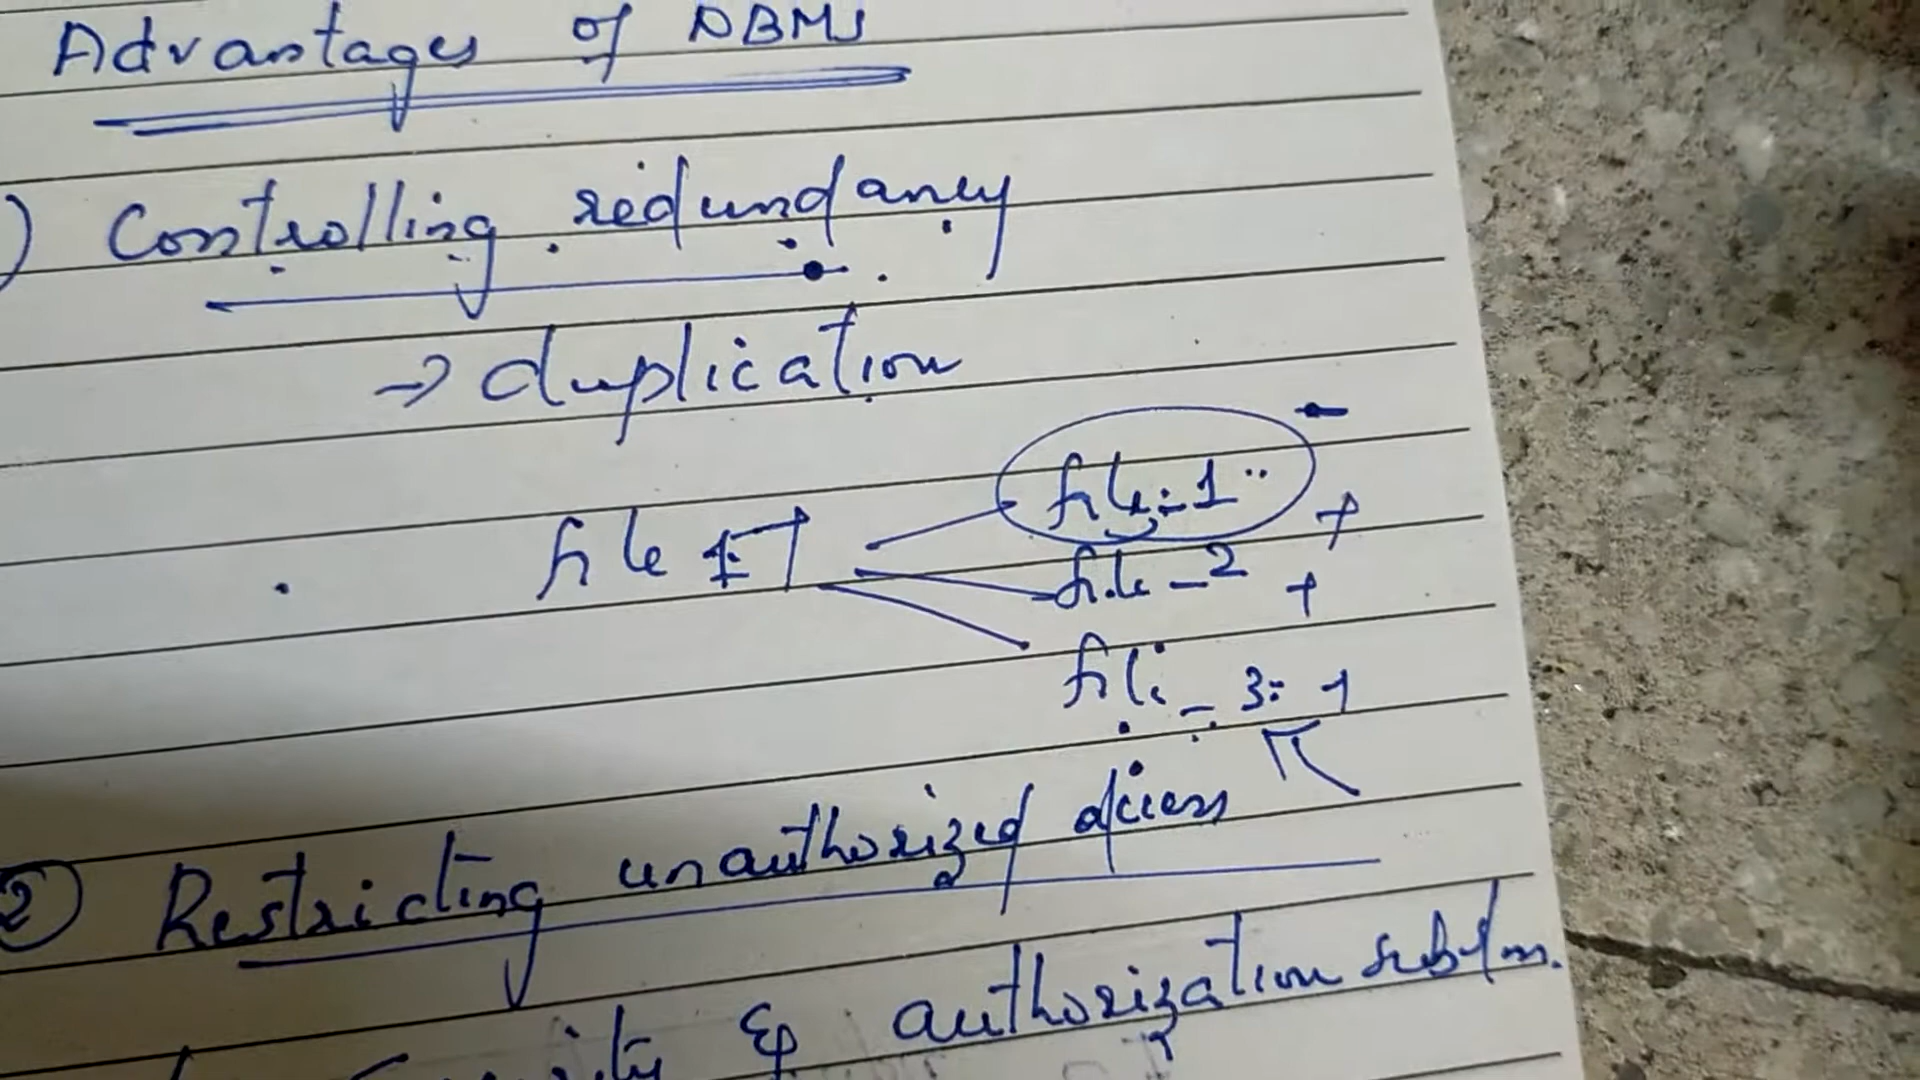 Advantages of DBMS
) Controlling redundancy
→ duplication
file
file-1
file-2
file-3
② Restricting unauthorized access
& authorization